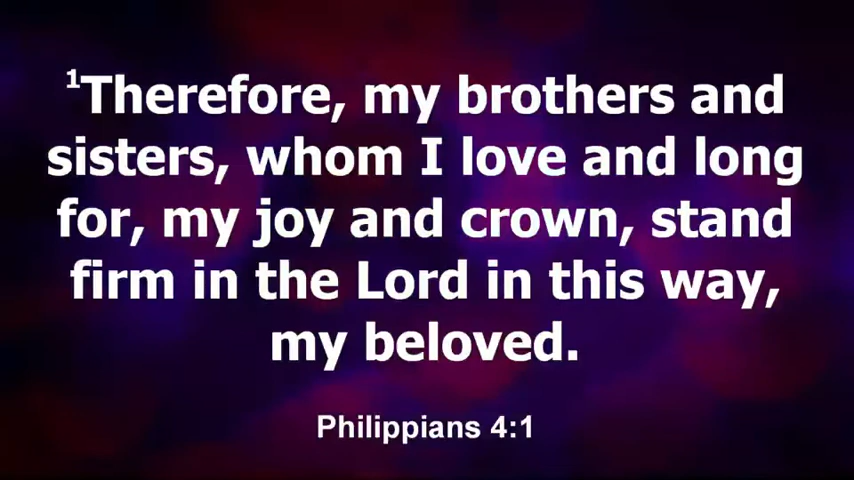 ¹Therefore, my brothers and
sisters, whom I love and long
for, my joy and crown, stand
firm in the Lord in this way,
my beloved.
Philippians 4:1